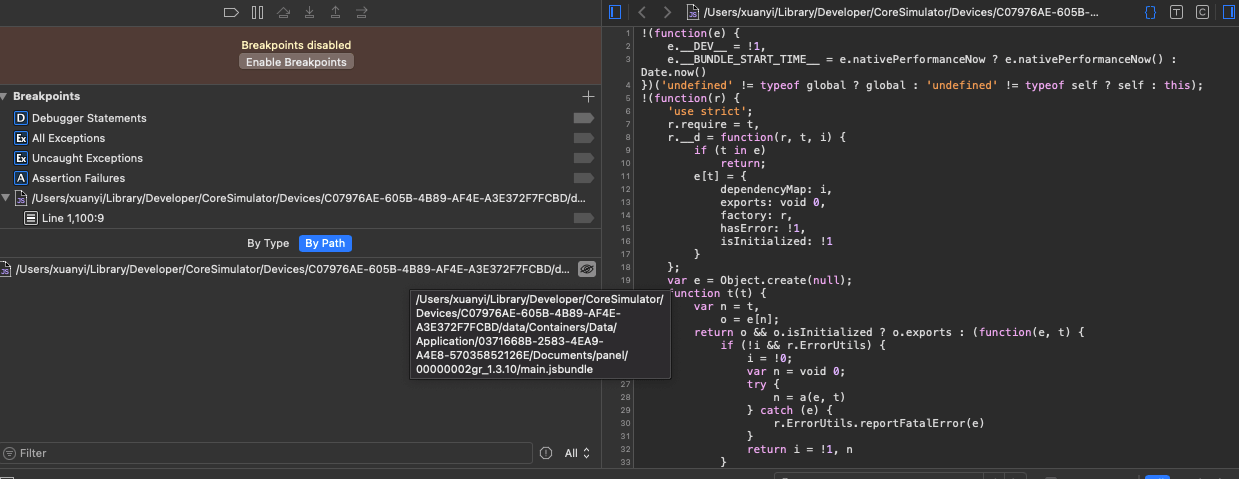 /Users/xuanyi/Library/Developer/CoreSimulator/Devices/C07976AE-605B-...
Breakpoints disabled
Enable Breakpoints
Breakpoints
D Debugger Statements
Ex All Exceptions
Ex Uncaught Exceptions
A Assertion Failures
JS /Users/xuanyi/Library/Developer/CoreSimulator/Devices/C07976AE-605B-4B89-AF4E-A3E372F7FCBD/d...
Line 1,100:9
By Type By Path
JS /Users/xuanyi/Library/Developer/CoreSimulator/Devices/C07976AE-605B-4B89-AF4E-A3E372F7FCBD/d...
/Users/xuanyi/Library/Developer/CoreSimulator/
Devices/C07976AE-605B-4B89-AF4E-
A3E372F7FCBD/data/Containers/Data/
Application/0371668B-2583-4EA9-
A4E8-57035852126E/Documents/panel/
00000002gr_1.3.10/main.jsbundle
Filter
All
1 !(function(e) {
2 e.__DEV__ = !1,
3 e.__BUNDLE_START_TIME__ = e.nativePerformanceNow ? e.nativePerformanceNow() :
Date.now()
4 })('undefined' != typeof global ? global : 'undefined' != typeof self ? self : this);
5 !(function(r) {
6 'use strict';
7 r.require = t,
8 r.__d = function(r, t, i) {
9 if (t in e)
10 return;
11 e[t] = {
12 dependencyMap: i,
13 exports: void 0,
14 factory: r,
15 hasError: !1,
16 isInitialized: !1
17 }
18 };
19 var e = Object.create(null);
function t(t) {
var n = t,
o = e[n];
return o && o.isInitialized ? o.exports : (function(e, t) {
if (!i && r.ErrorUtils) {
i = !0;
var n = void 0;
27 try {
28 n = a(e, t)
29 } catch (e) {
30 r.ErrorUtils.reportFatalError(e)
31 }
32 return i = !1, n
33 }